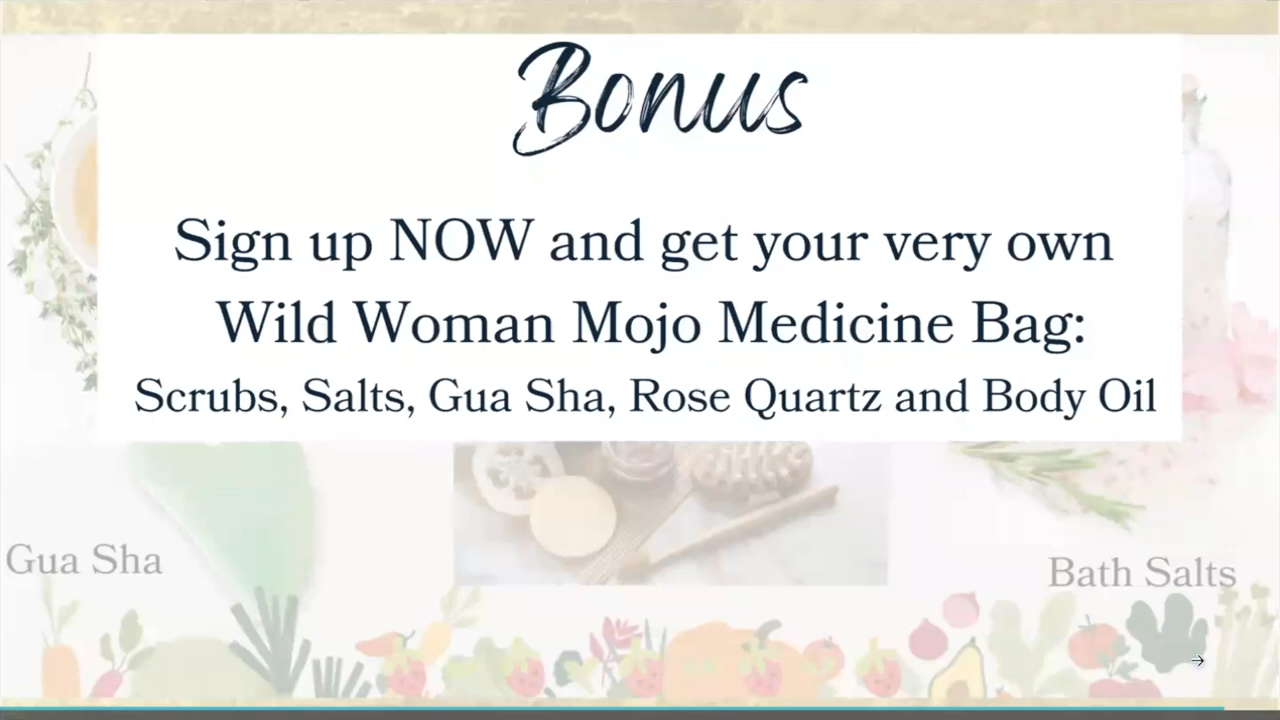 Bonus
Sign up NOW and get your very own
Wild Woman Mojo Medicine Bag:
Scrubs, Salts, Gua Sha, Rose Quartz and Body Oil
Gua Sha
Bath Salts